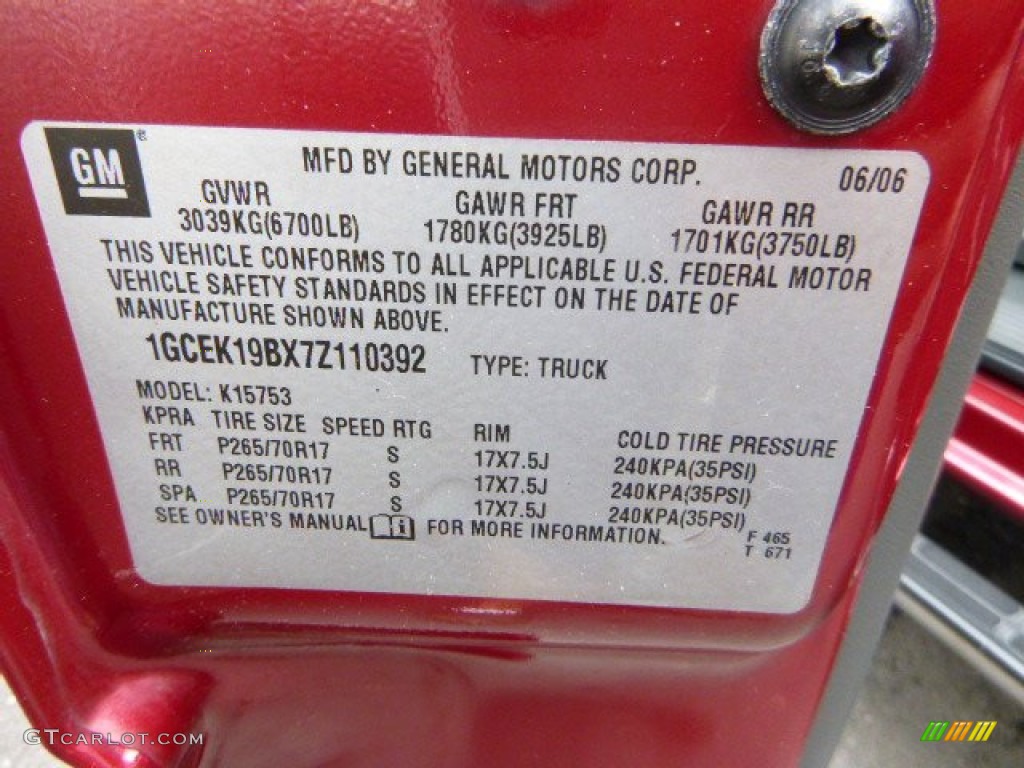 GM ®
MFD BY GENERAL MOTORS CORP. 06/06
GVWR GAWR FRT GAWR RR
3039KG(6700LB) 1780KG(3925LB) 1701KG(3750LB)
THIS VEHICLE CONFORMS TO ALL APPLICABLE U.S. FEDERAL MOTOR
VEHICLE SAFETY STANDARDS IN EFFECT ON THE DATE OF
MANUFACTURE SHOWN ABOVE.
1GCEK19BX7Z110392 TYPE: TRUCK
MODEL: K15753
KPRA TIRE SIZE SPEED RTG RIM COLD TIRE PRESSURE
FRT P265/70R17 S 17X7.5J 240KPA(35PSI)
RR P265/70R17 S 17X7.5J 240KPA(35PSI)
SPA P265/70R17 S 17X7.5J 240KPA(35PSI)
SEE OWNER'S MANUAL i FOR MORE INFORMATION.
F 465
T 671
GTCARLOT.COM